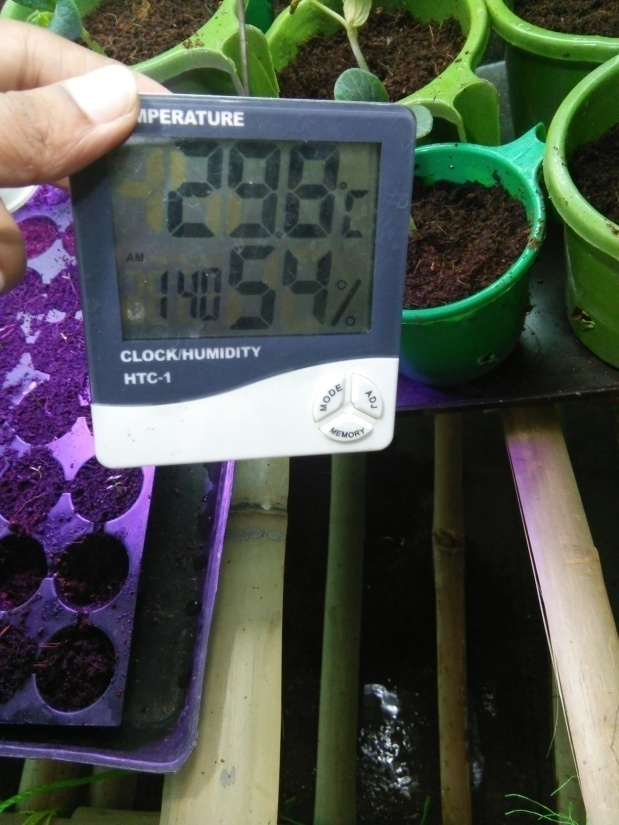 MPERATURE
29.8°C
AM
1:40 54%
CLOCK/HUMIDITY
HTC-1
MODE
ADJ
MEMORY